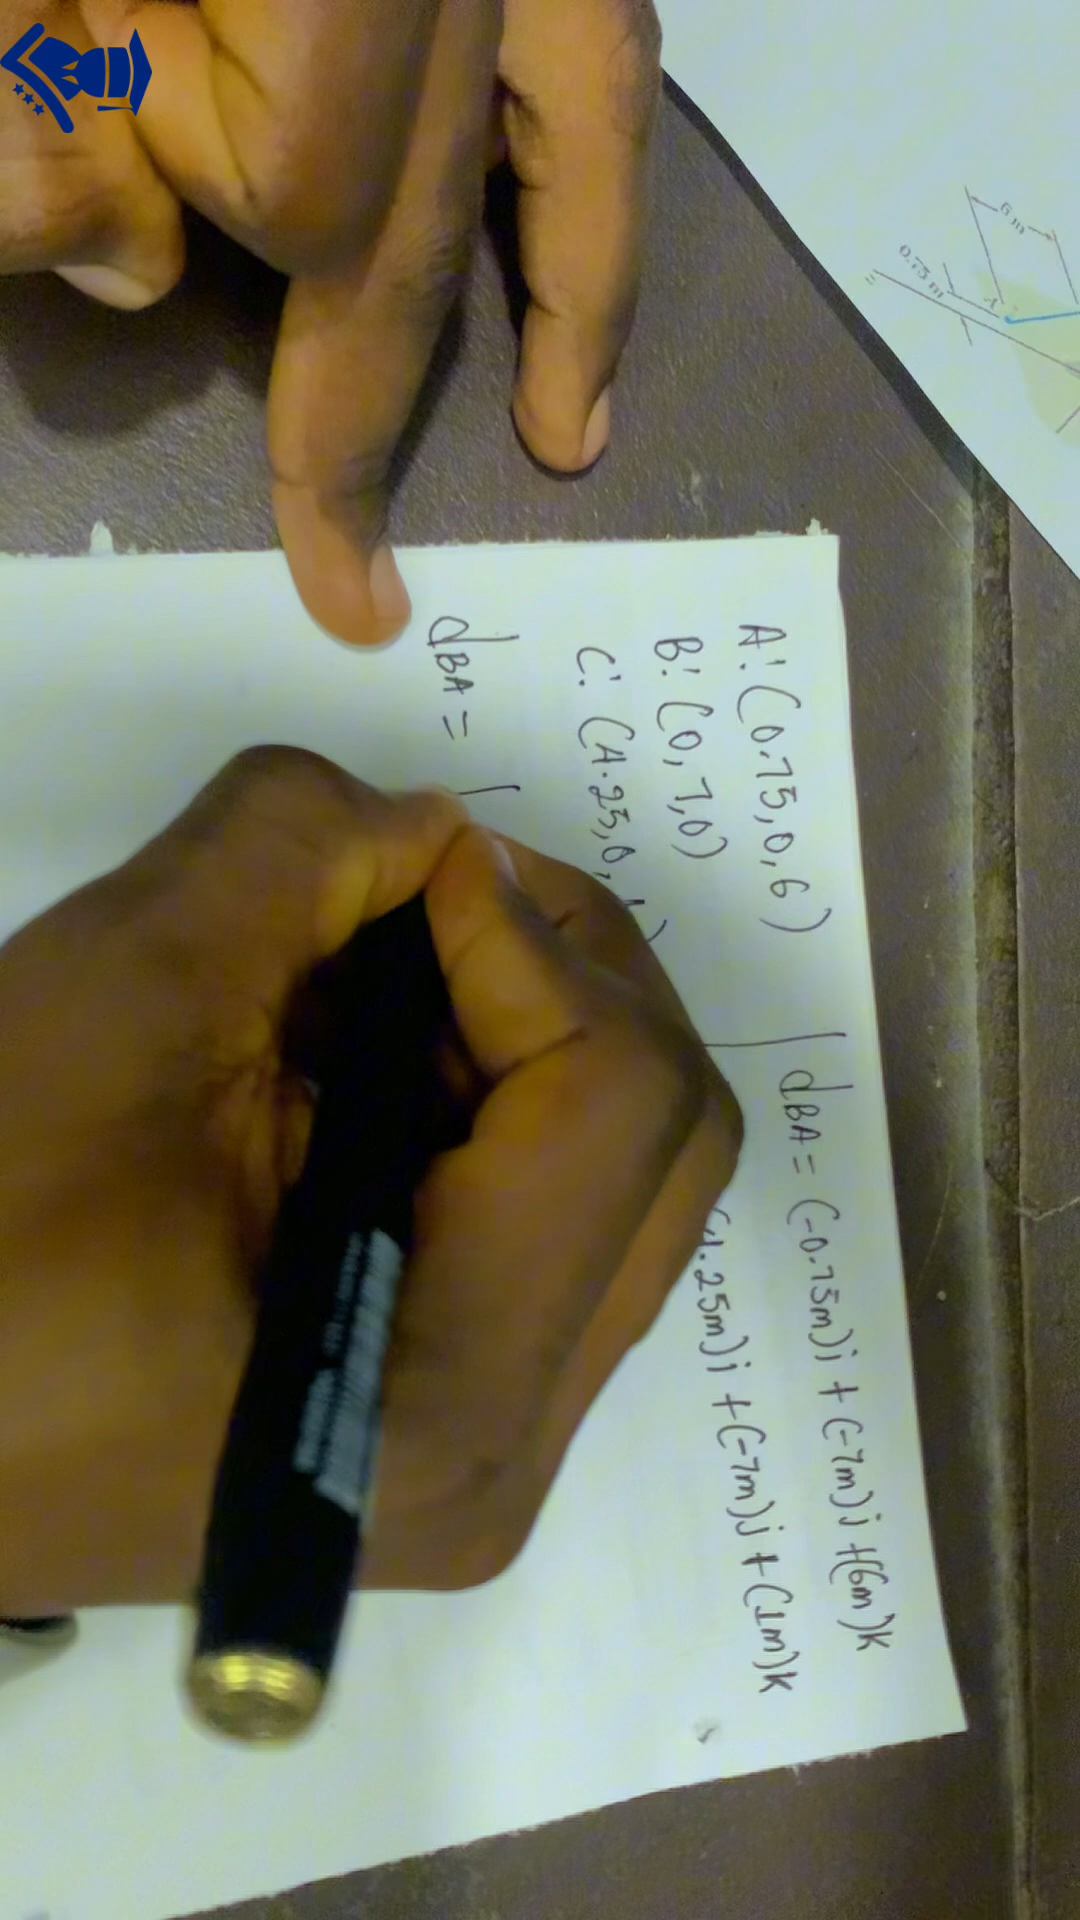 A: (0.75, 0, 6)
B: (0, 7, 0)
C: (4.25, 0,
dBA =
dBA = (-0.75m)i + (-7m)j + (6m)k
.25m)i + (-7m)j + (1m)k
6 m
0.75 m
A